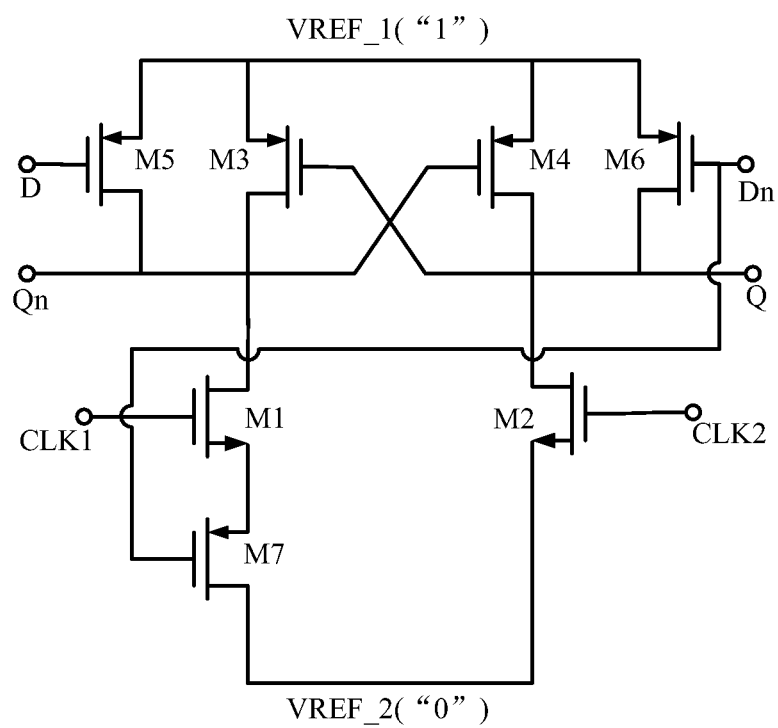 VREF_1(“1”)
M5
M3
M4
M6
D
Dn
Qn
Q
M1
M2
CLK1
CLK2
M7
VREF_2(“0”)